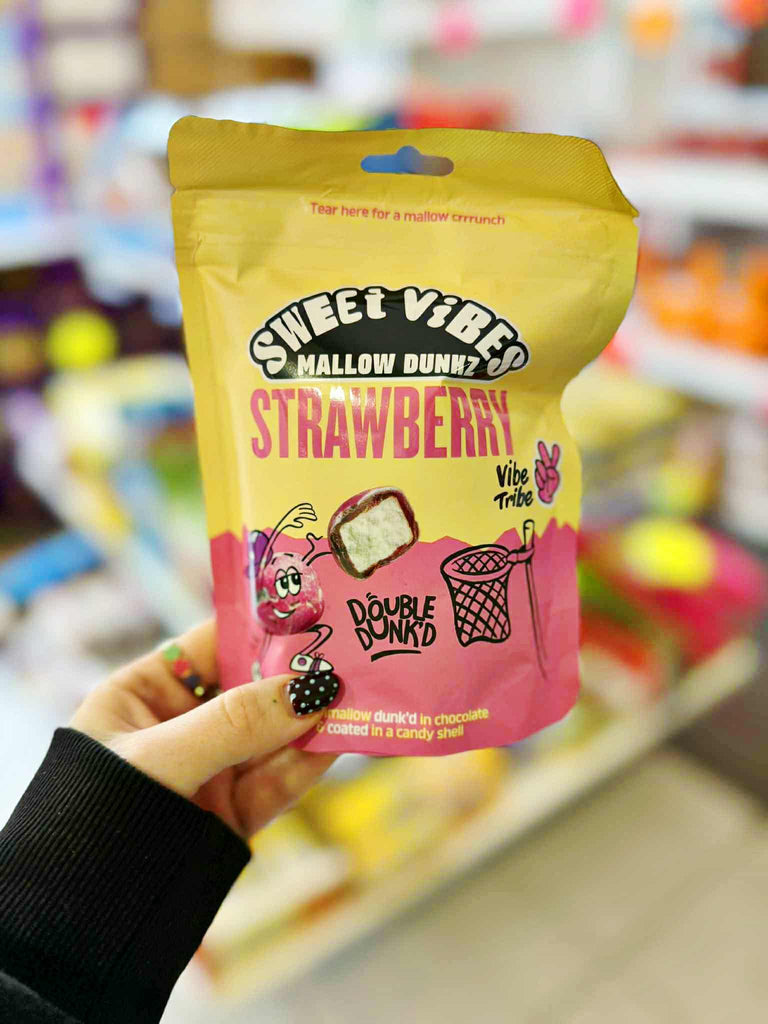 Tear here for a mallow crrrunch
SWEET ViBES
MALLOW DUNKZ
STRAWBERRY
Vibe
Tribe
DOUBLE
DUNK'D
mallow dunk'd in chocolate
coated in a candy shell